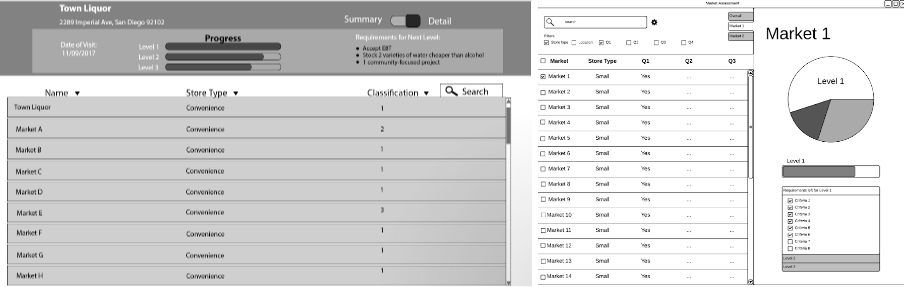 Town Liquor
2289 Imperial Ave, San Diego 92102
Summary Detail
Date of Visit:
11/09/2017
Progress
Level 1
Level 2
Level 3
Requirements for Next Level:
Accept EBT
Stock 2 varieties of water cheaper than alcohol
1 community-focused project
Name ▼ Store Type ▼ Classification ▼ Search
Town Liquor Convenience 1
Market A Convenience 2
Market B Convenience 1
Market C Convenience 1
Market D Convenience 1
Market E Convenience 3
Market F Convenience 1
Market G Convenience 1
Market H Convenience 1
Market Assessment
search
Filters
Store type Location Q1 Q2 Q3 Q4
Overall
Market 1
Market 2
Market Store Type Q1 Q2 Q3
Market 1 Small Yes ... ...
Market 2 Small Yes ... ...
Market 3 Small Yes ... ...
Market 4 Small Yes ... ...
Market 5 Small Yes ... ...
Market 6 Small Yes ... ...
Market 7 Small Yes ... ...
Market 8 Small Yes ... ...
Market 9 Small Yes ... ...
Market 10 Small Yes ... ...
Market 11 Small Yes ... ...
Market 12 Small Yes ... ...
Market 13 Small Yes ... ...
Market 14 Small Yes ... ...
Market 1
Level 1
Level 1
Requirements left for Level 1
Criteria 1
Criteria 2
Criteria 3
Criteria 4
Criteria 5
Criteria 6
Criteria 7
Criteria 8
Level 2
Level 3